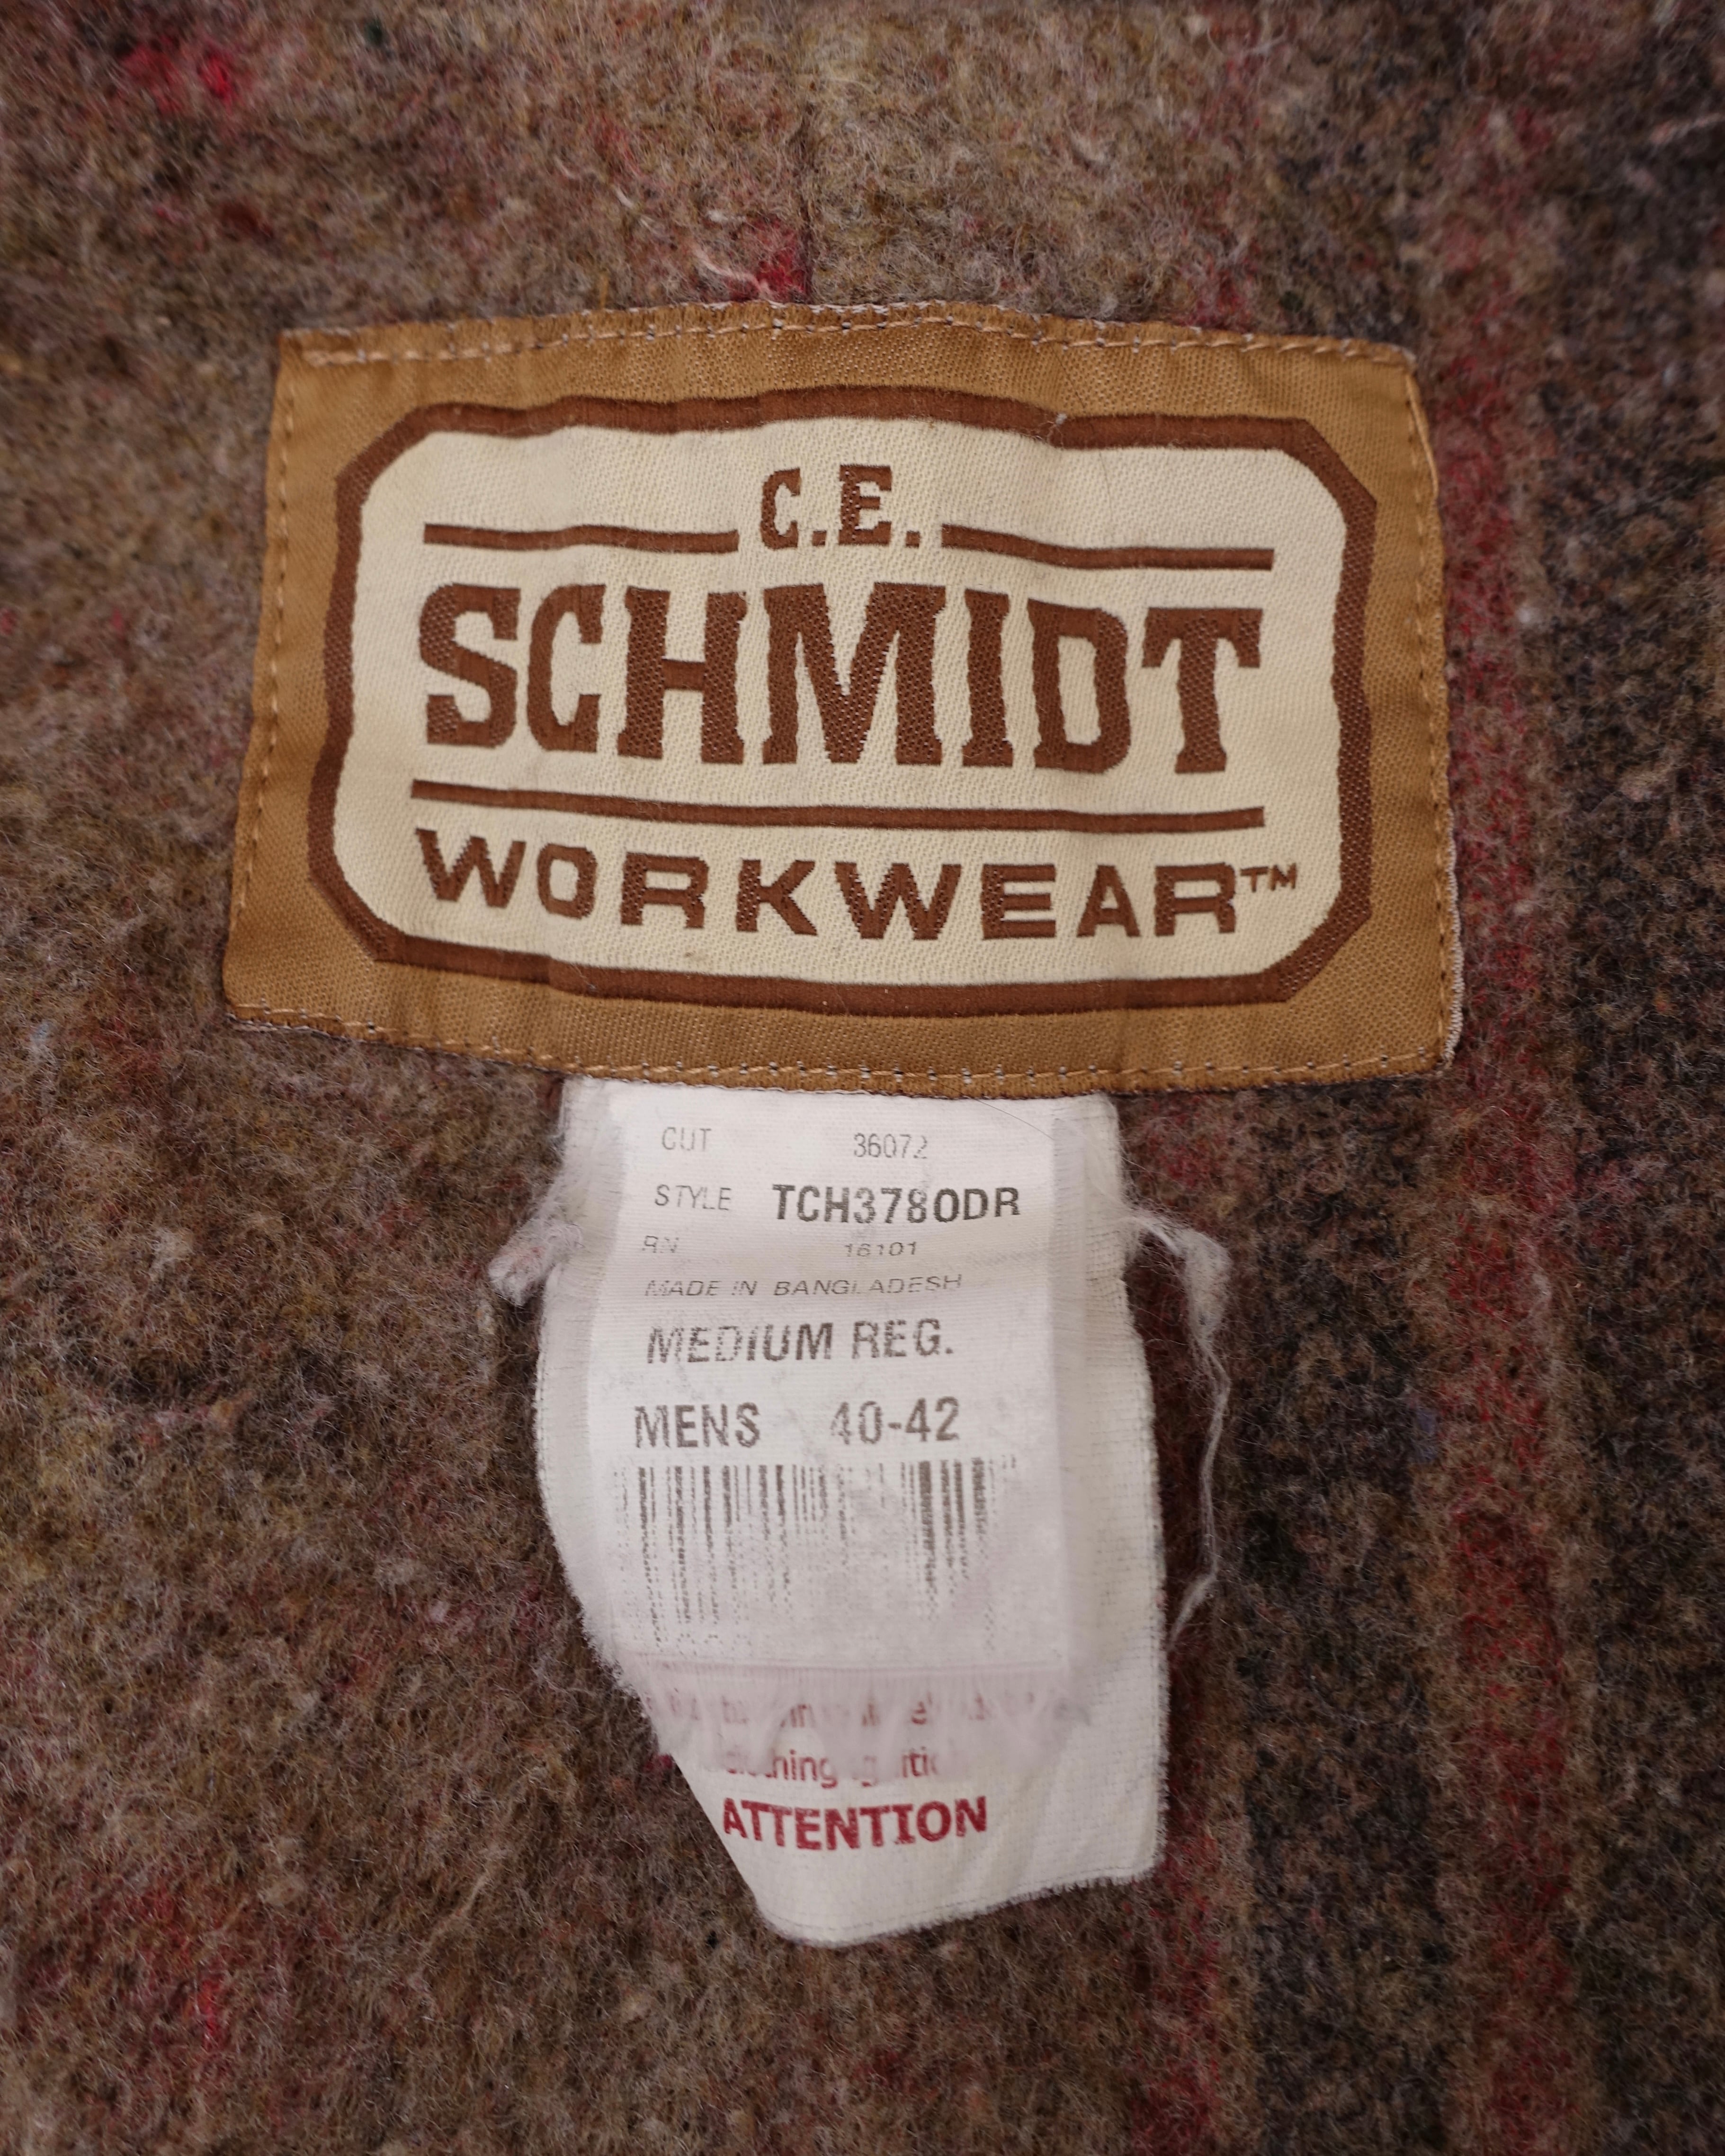 C.E.
SCHMIDT
WORKWEAR™
CUT 36072
STYLE TCH3780DR
RN 16101
MADE IN BANGLADESH
MEDIUM REG.
MENS 40-42
ATTENTION